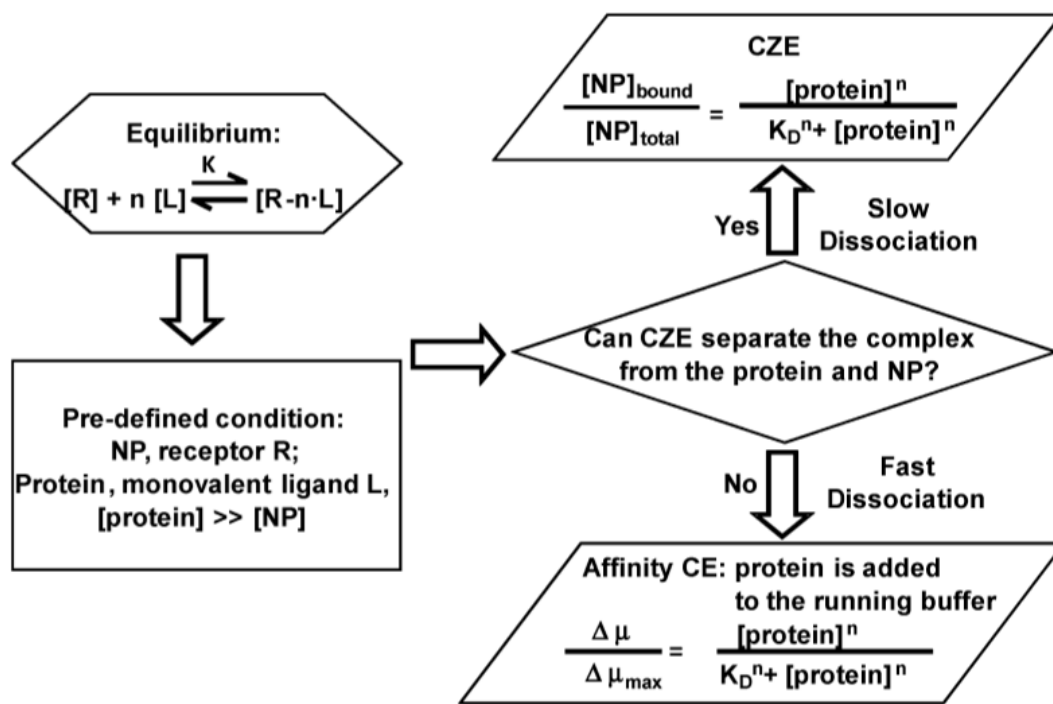 Equilibrium:
K
[R] + n [L] ⇌ [R-n·L]
Pre-defined condition:
NP, receptor R;
Protein, monovalent ligand L,
[protein] >> [NP]
Can CZE separate the complex
from the protein and NP?
Yes
Slow
Dissociation
CZE
[NP]bound
[NP]total
=
[protein]ⁿ
K_Dⁿ+ [protein]ⁿ
No
Fast
Dissociation
Affinity CE: protein is added
to the running buffer
Δ μ
Δ μmax
=
[protein]ⁿ
K_Dⁿ+ [protein]ⁿ